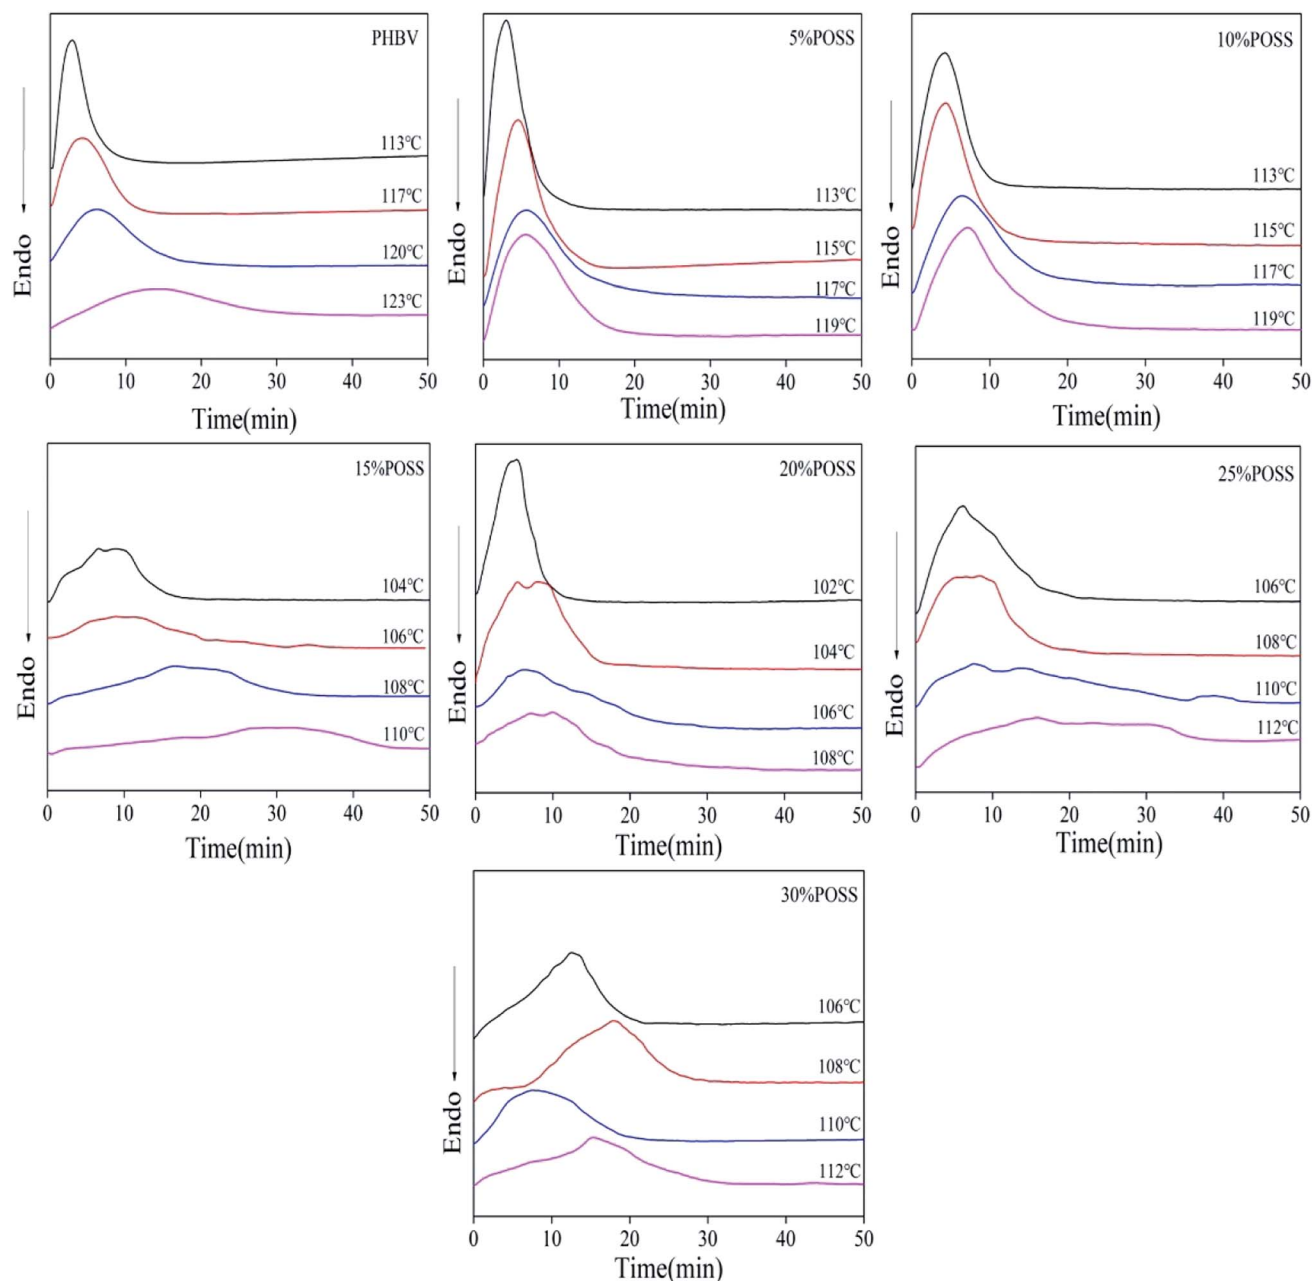 PHBV
113℃
117℃
120℃
123℃
Endo
0 10 20 30 40 50
Time(min)
5%POSS
113℃
115℃
117℃
119℃
Endo
0 10 20 30 40 50
Time(min)
10%POSS
113℃
115℃
117℃
119℃
Endo
0 10 20 30 40 50
Time(min)
15%POSS
104℃
106℃
108℃
110℃
Endo
0 10 20 30 40 50
Time(min)
20%POSS
102℃
104℃
106℃
108℃
Endo
0 10 20 30 40 50
Time(min)
25%POSS
106℃
108℃
110℃
112℃
Endo
0 10 20 30 40 50
Time(min)
30%POSS
106℃
108℃
110℃
112℃
Endo
0 10 20 30 40 50
Time(min)